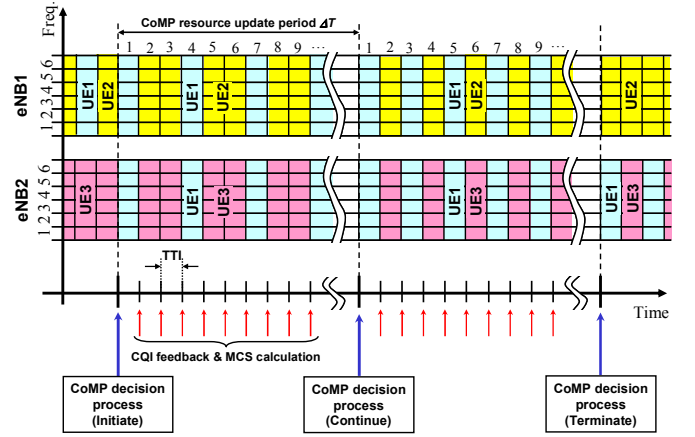 Freq.
CoMP resource update period ΔT
1 2 3 4 5 6 7 8 9 ...
1 2 3 4 5 6 7 8 9 ...
eNB1
1 2 3 4 5 6
UE1
UE2
UE1
UE2
UE1
UE2
UE2
eNB2
1 2 3 4 5 6
UE3
UE1
UE3
UE1
UE3
UE1
UE3
TTI
Time
CQI feedback & MCS calculation
CoMP decision
process
(Initiate)
CoMP decision
process
(Continue)
CoMP decision
process
(Terminate)